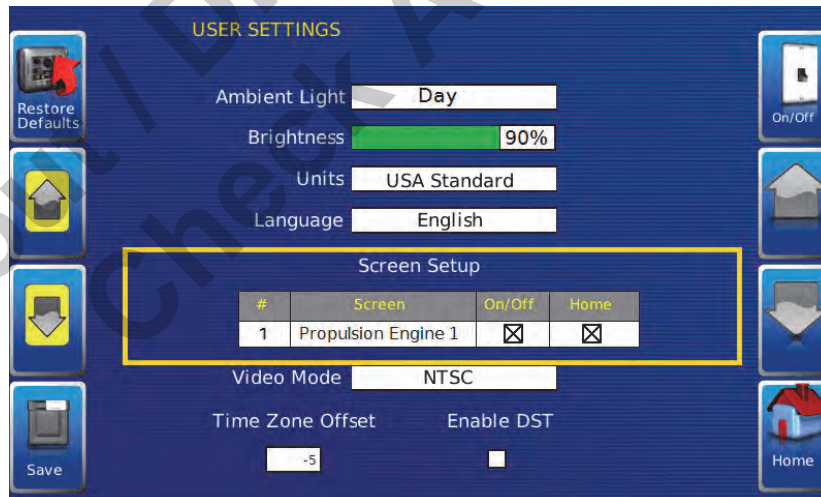 USER SETTINGS
Restore
Defaults
On/Off
Ambient Light Day
Brightness 90%
Units USA Standard
Language English
Screen Setup
# Screen On/Off Home
1 Propulsion Engine 1
Video Mode NTSC
Time Zone Offset Enable DST
-5
Save
Home
Check